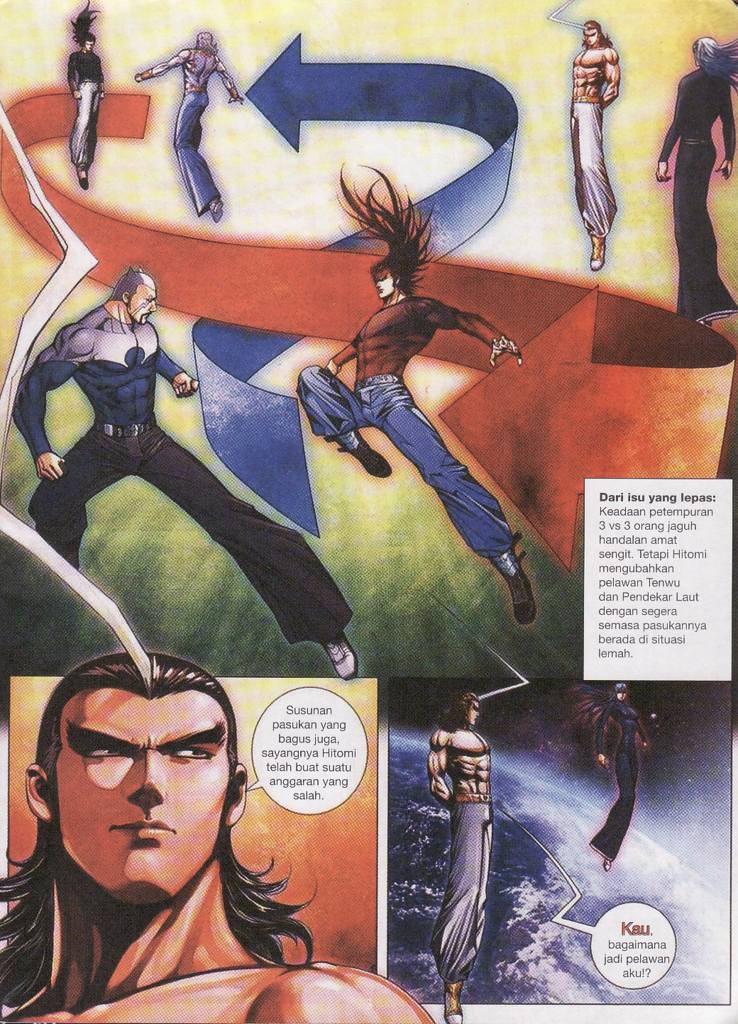 Dari isu yang lepas:
Keadaan petempuran
3 vs 3 orang jaguh
handalan amat
sengit. Tetapi Hitomi
mengubahkan
pelawan Tenwu
dan Pendekar Laut
dengan segera
semasa pasukannya
berada di situasi
lemah.
Susunan
pasukan yang
bagus juga,
sayangnya Hitomi
telah buat suatu
anggaran yang
salah.
Kau,
bagaimana
jadi pelawan
aku!?